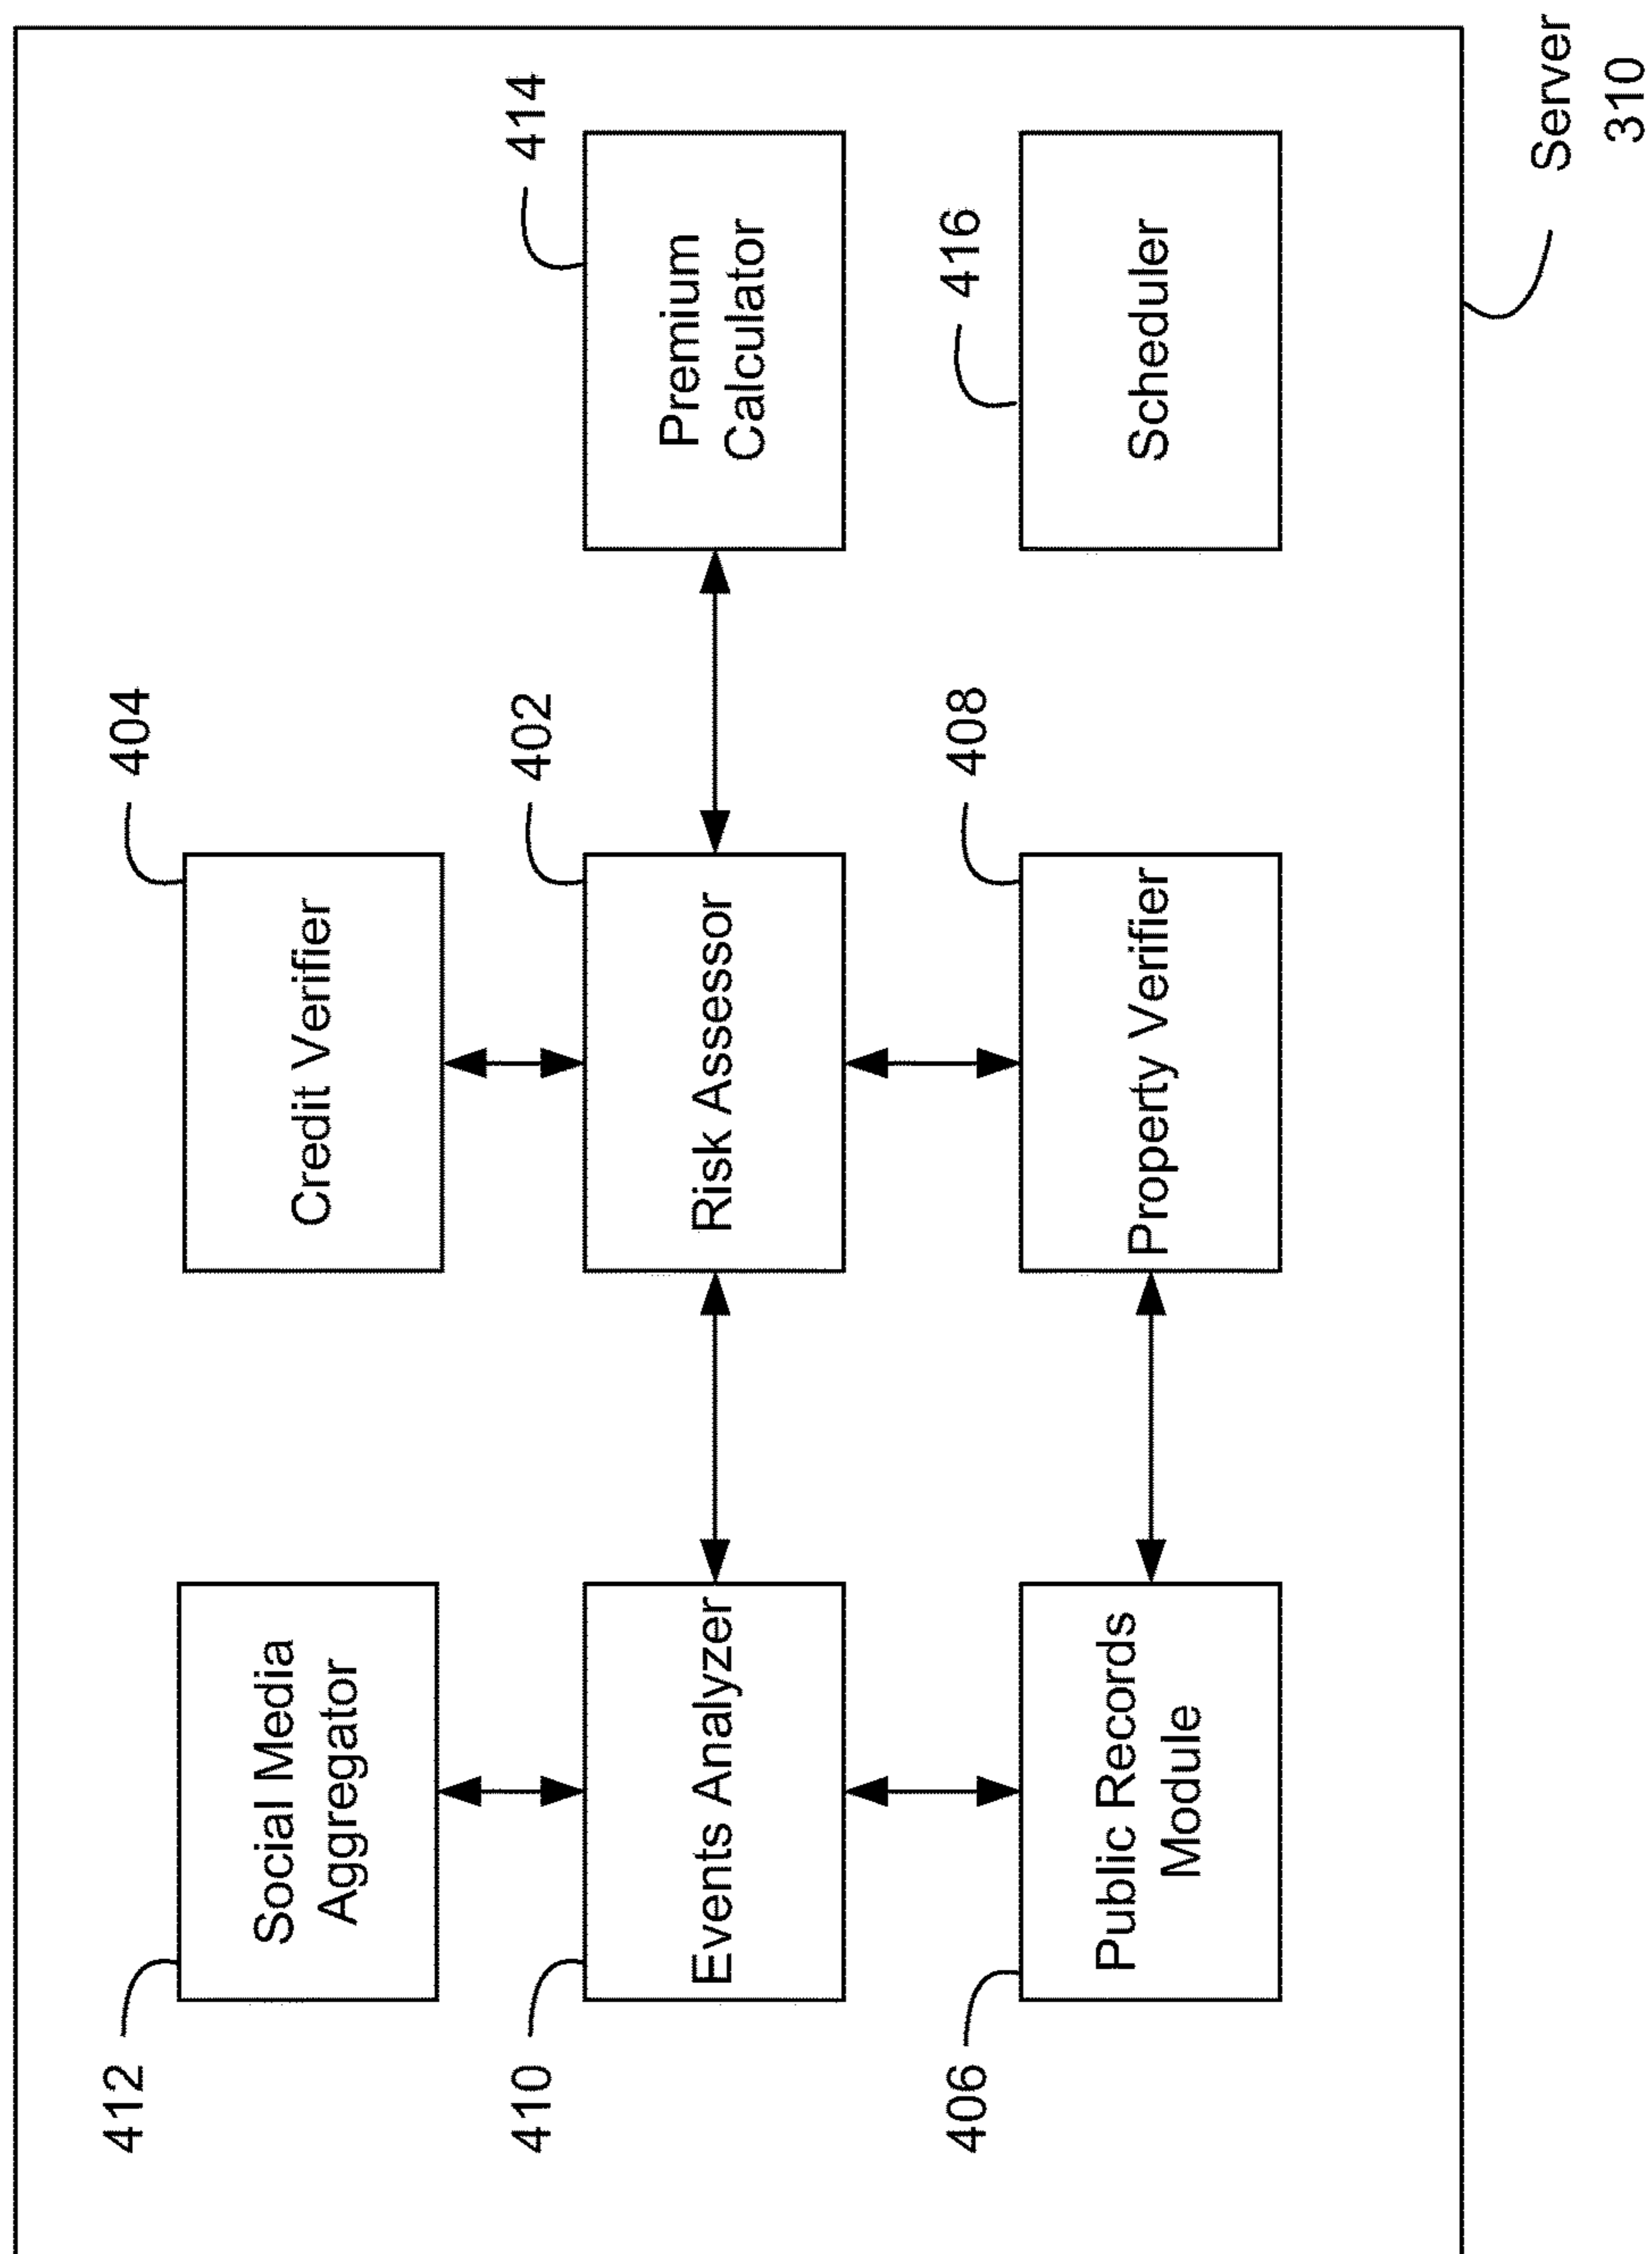 412
Social Media
Aggregator
404
Credit Verifier
410
Events Analyzer
402
Risk Assessor
414
Premium
Calculator
406
Public Records
Module
408
Property Verifier
416
Scheduler
Server
310